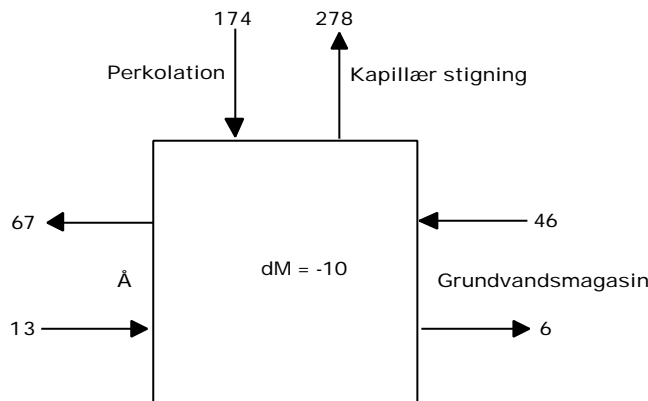 174 278
Perkolation Kapillær stigning
67 46
dM = -10
Å Grundvandsmagasin
13 6